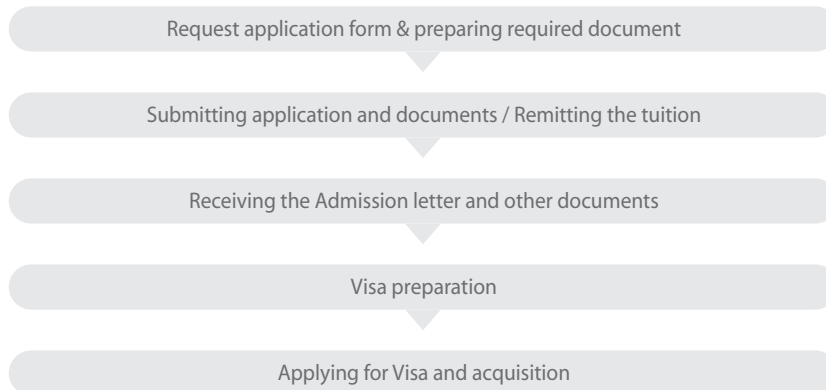 Request application form & preparing required document
Submitting application and documents / Remitting the tuition
Receiving the Admission letter and other documents
Visa preparation
Applying for Visa and acquisition